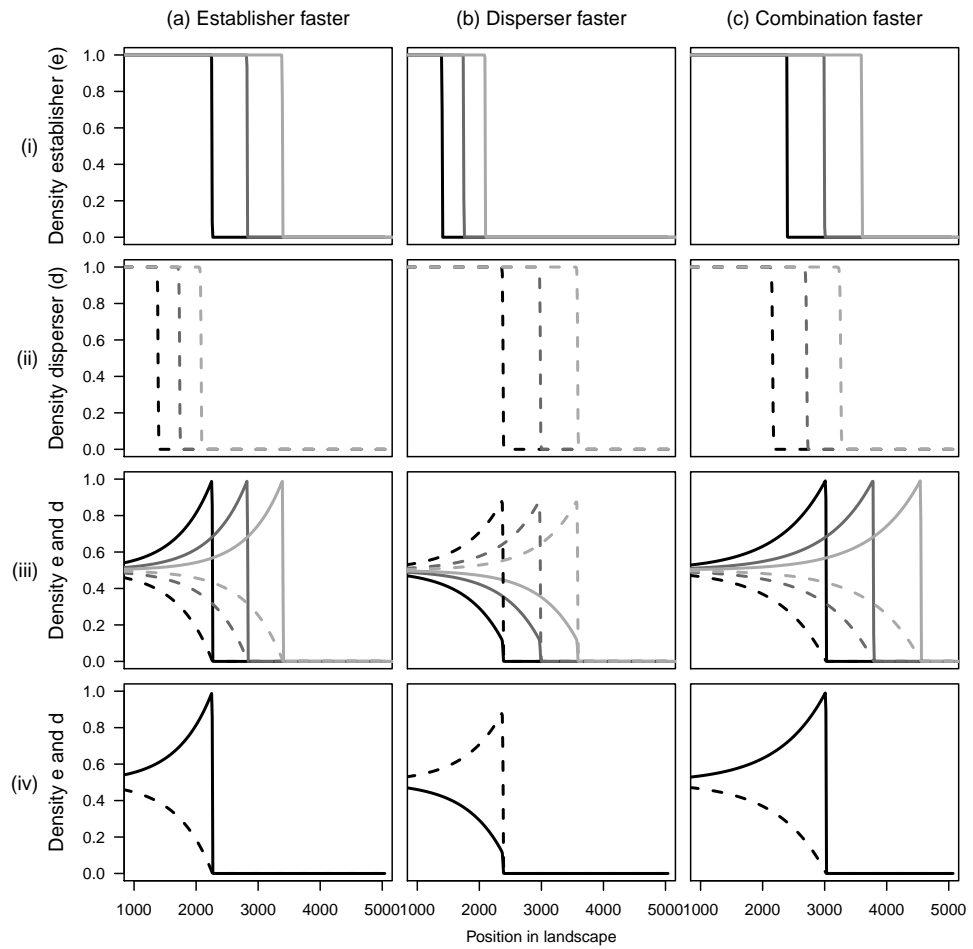 (a) Establisher faster
(b) Disperser faster
(c) Combination faster
(i)
Density establisher (e)
1.0
0.8
0.6
0.4
0.2
0.0
(ii)
Density disperser (d)
1.0
0.8
0.6
0.4
0.2
0.0
(iii)
Density e and d
1.0
0.8
0.6
0.4
0.2
0.0
(iv)
Density e and d
1.0
0.8
0.6
0.4
0.2
0.0
1000 2000 3000 4000 5000
1000 2000 3000 4000 5000
1000 2000 3000 4000 5000
Position in landscape